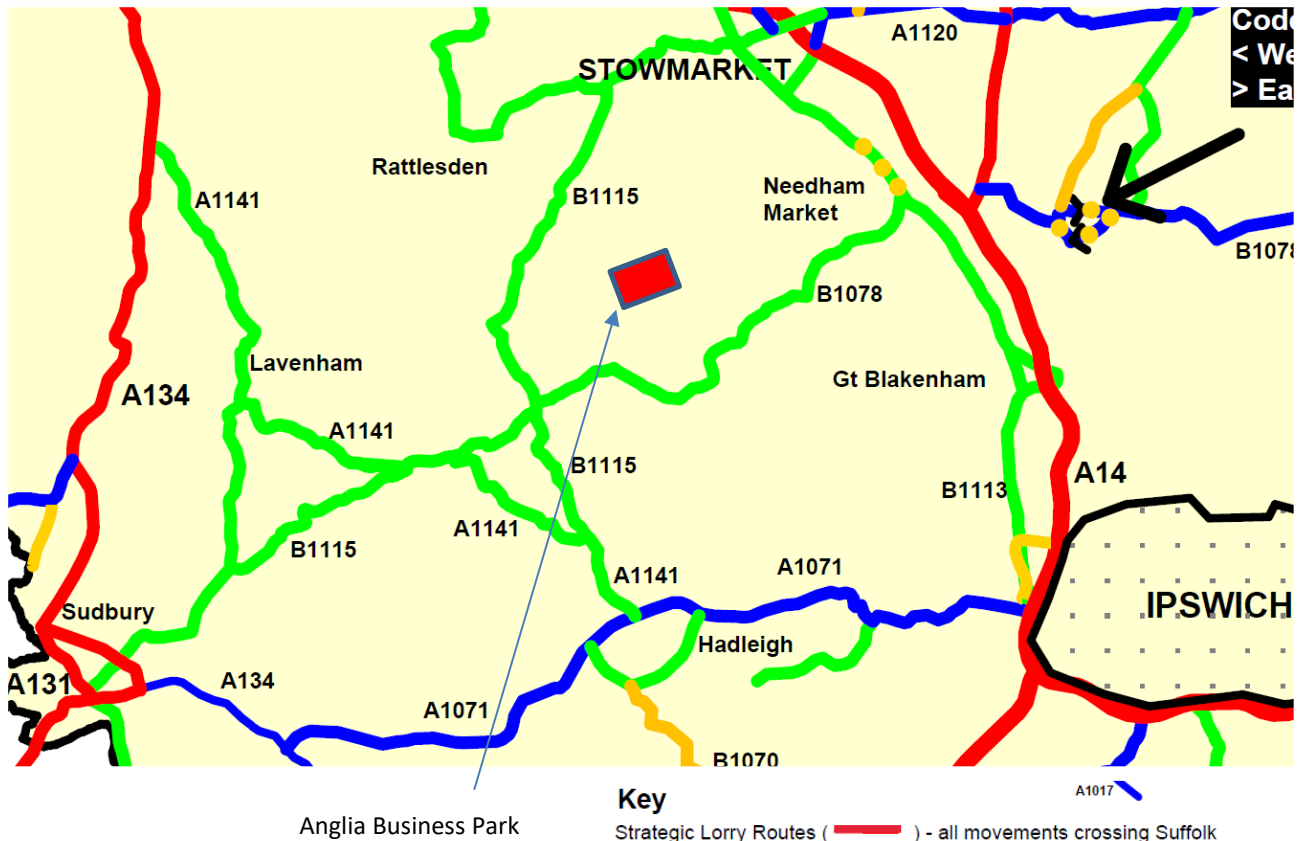 A1120
Code
< We
> Ea
STOWMARKET
Rattlesden
A1141
B1115
Needham
Market
B1078
B1078
Lavenham
Gt Blakenham
A134
A1141
B1115
A14
B1113
A1141
B1115
A1141
A1071
Sudbury
IPSWICH
Hadleigh
A131
A134
A1071
B1070
A1017
Key
Anglia Business Park
Strategic Lorry Routes ( ) - all movements crossing Suffolk